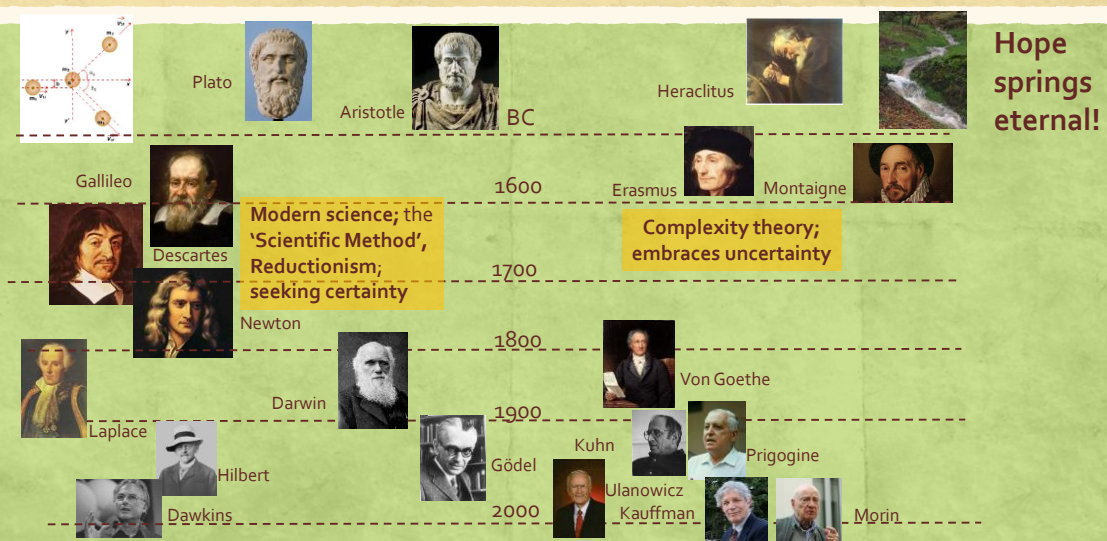 Plato
Aristotle
BC
Heraclitus
Hope
springs
eternal!
Gallileo
1600
Erasmus
Montaigne
Modern science; the
‘Scientific Method’,
Reductionism;
seeking certainty
Complexity theory;
embraces uncertainty
Descartes
1700
Newton
1800
Von Goethe
Darwin
1900
Laplace
Kuhn
Prigogine
Gödel
Hilbert
Ulanowicz
Kauffman
Dawkins
2000
Morin